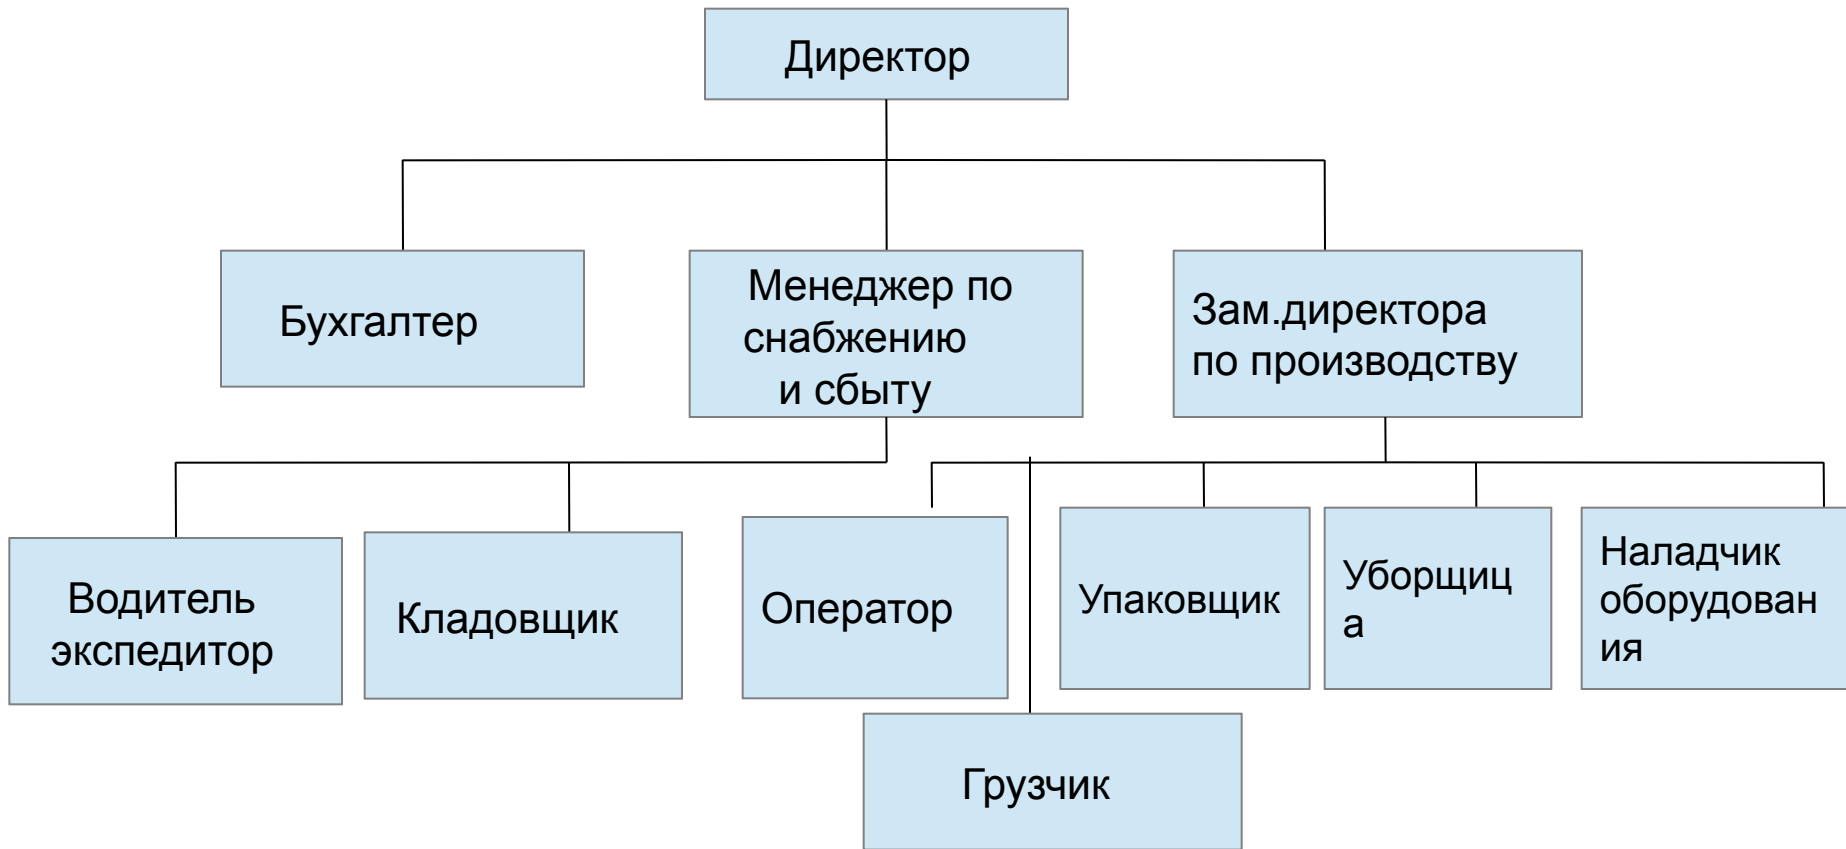 Директор
Бухгалтер
Менеджер по
снабжению
и сбыту
Зам.директора
по производству
Водитель
экспедитор
Кладовщик
Оператор
Упаковщик
Уборщиц
а
Наладчик
оборудован
ия
Грузчик